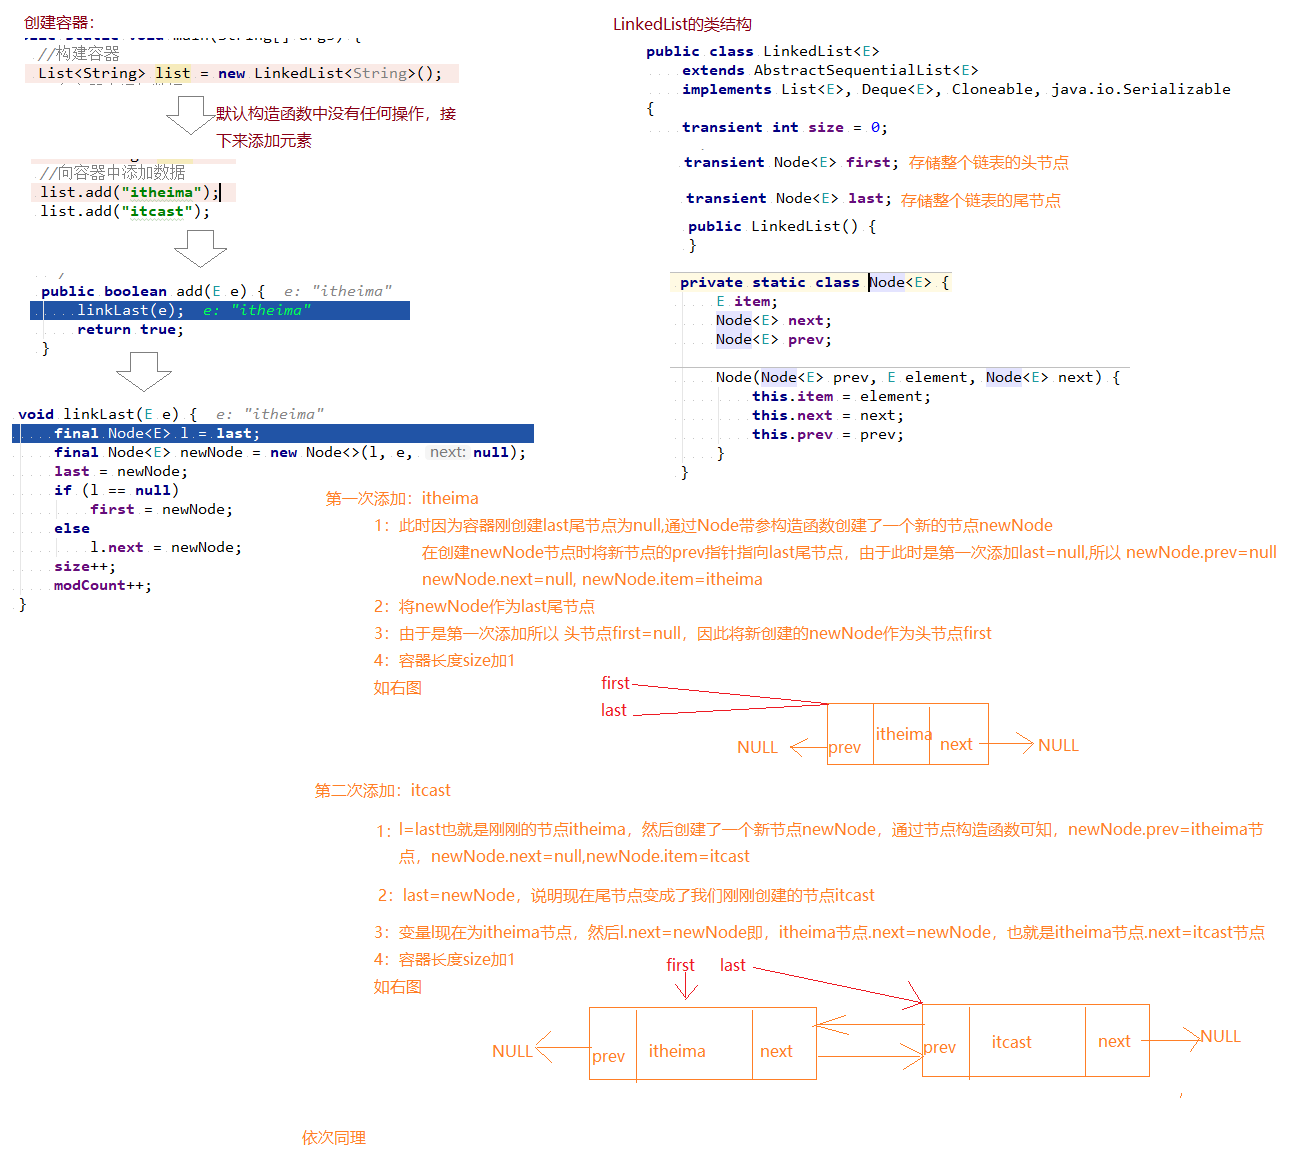 创建容器：
//构建容器
List<String> list = new LinkedList<String>();
默认构造函数中没有任何操作，接
下来添加元素
//向容器中添加数据
list.add("itheima");
list.add("itcast");
public boolean add(E e) {  e: "itheima"
linkLast(e);  e: "itheima"
return true;
}
void linkLast(E e) {  e: "itheima"
final Node<E> l = last;
final Node<E> newNode = new Node<>(l, e, next: null);
last = newNode;
if (l == null)
first = newNode;
else
l.next = newNode;
size++;
modCount++;
}
LinkedList的类结构
public class LinkedList<E>
extends AbstractSequentialList<E>
implements List<E>, Deque<E>, Cloneable, java.io.Serializable
{
transient int size = 0;
transient Node<E> first; 存储整个链表的头节点
transient Node<E> last; 存储整个链表的尾节点
public LinkedList() {
}
private static class Node<E> {
E item;
Node<E> next;
Node<E> prev;
Node(Node<E> prev, E element, Node<E> next) {
this.item = element;
this.next = next;
this.prev = prev;
}
}
第一次添加：itheima
1：此时因为容器刚创建last尾节点为null,通过Node带参构造函数创建了一个新的节点newNode
在创建newNode节点时将新节点的prev指针指向last尾节点，由于此时是第一次添加last=null,所以 newNode.prev=null
newNode.next=null, newNode.item=itheima
2：将newNode作为last尾节点
3：由于是第一次添加所以 头节点first=null，因此将新创建的newNode作为头节点first
4：容器长度size加1
如右图
first
last
NULL prev itheima next NULL
第二次添加：itcast
1：l=last也就是刚刚的节点itheima，然后创建了一个新节点newNode，通过节点构造函数可知，newNode.prev=itheima节
点，newNode.next=null,newNode.item=itcast
2：last=newNode，说明现在尾节点变成了我们刚刚创建的节点itcast
3：变量l现在为itheima节点，然后l.next=newNode即，itheima节点.next=newNode，也就是itheima节点.next=itcast节点
4：容器长度size加1
如右图
first last
NULL prev itheima next prev itcast next NULL
依次同理